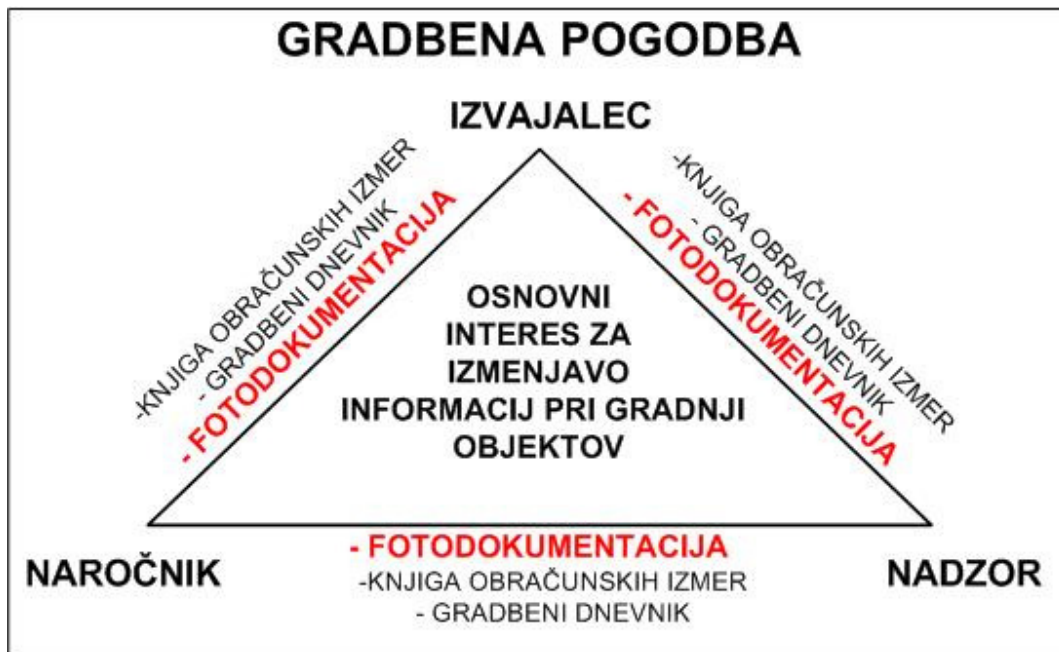 GRADBENA POGODBA
IZVAJALEC
-KNJIGA OBRAČUNSKIH IZMER
- GRADBENI DNEVNIK
- FOTODOKUMENTACIJA
-KNJIGA OBRAČUNSKIH IZMER
- GRADBENI DNEVNIK
- FOTODOKUMENTACIJA
OSNOVNI
INTERES ZA
IZMENJAVO
INFORMACIJ PRI GRADNJI
OBJEKTOV
NAROČNIK
- FOTODOKUMENTACIJA
-KNJIGA OBRAČUNSKIH IZMER
- GRADBENI DNEVNIK
NADZOR